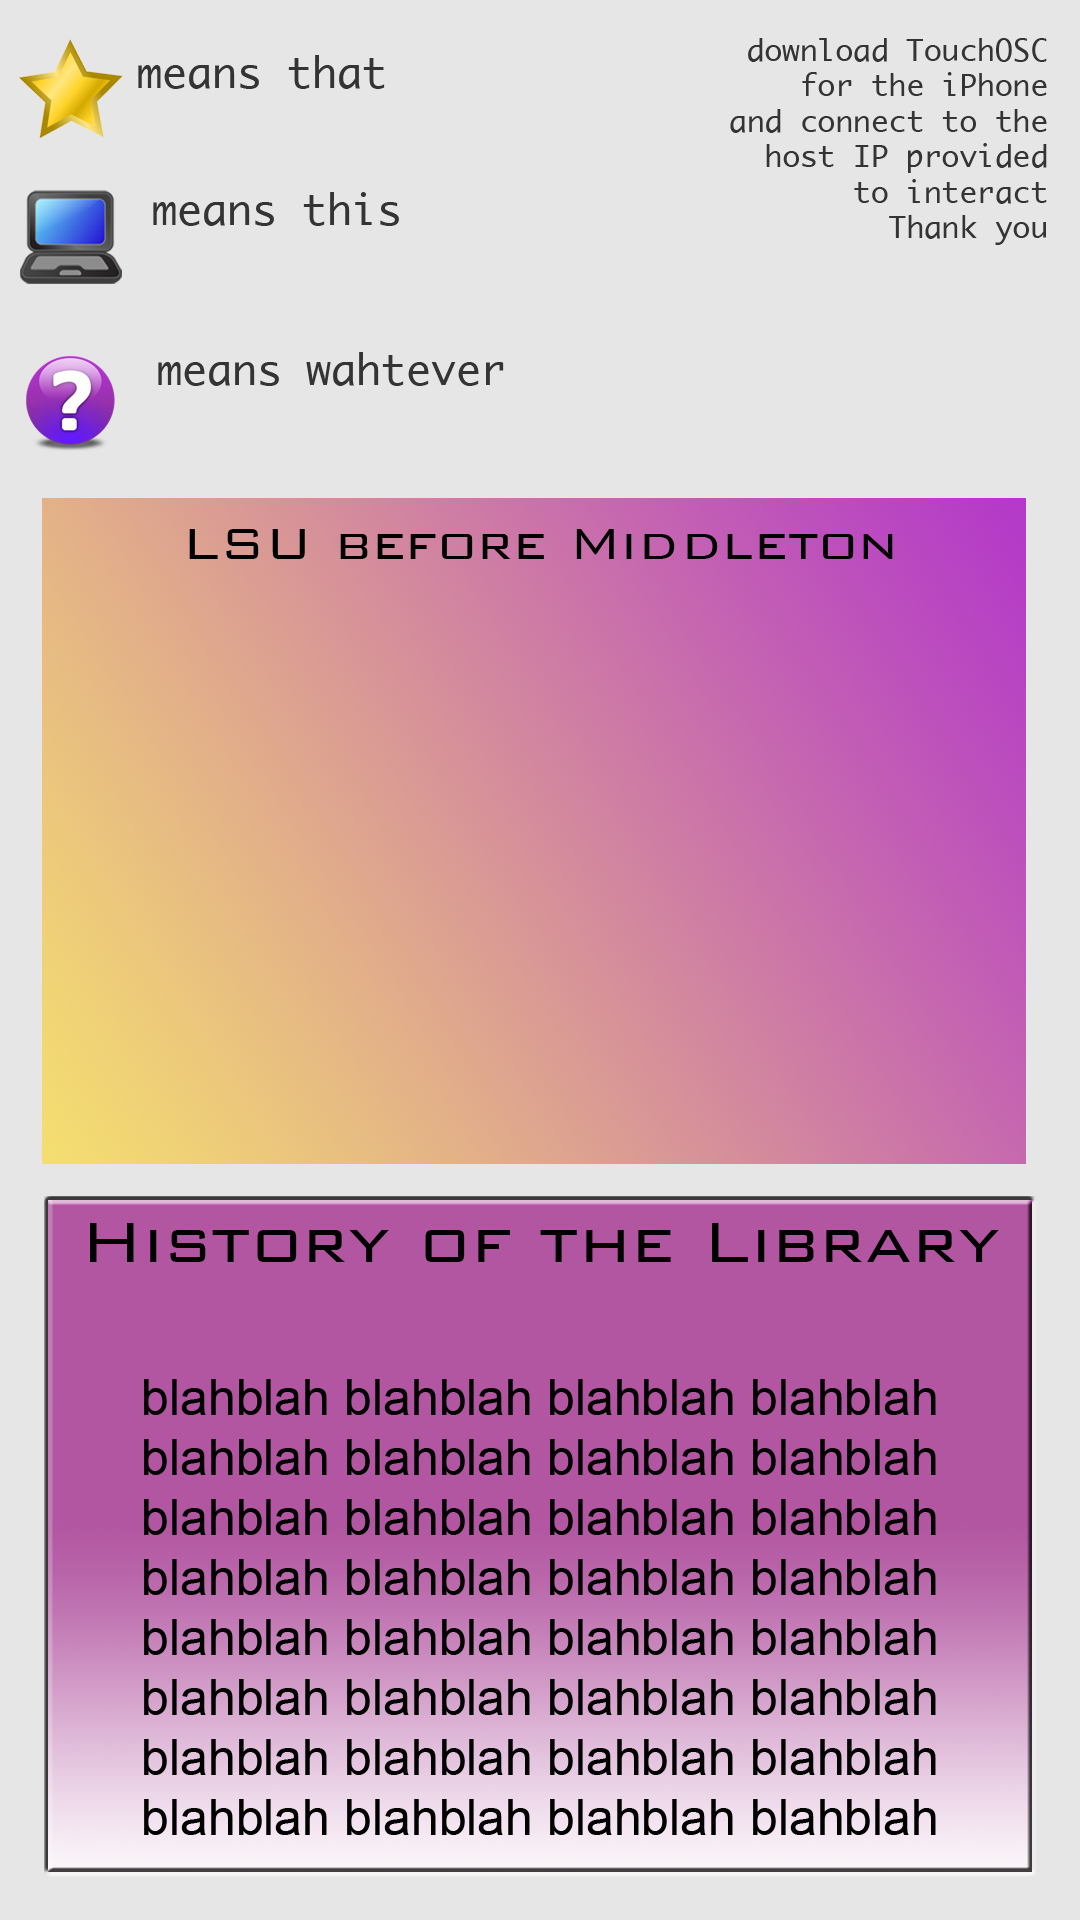 means that
means this
means wahtever
download TouchOSC
for the iPhone
and connect to the
host IP provided
to interact
Thank you
LSU before Middleton
History of the Library
blahblah blahblah blahblah blahblah
blahblah blahblah blahblah blahblah
blahblah blahblah blahblah blahblah
blahblah blahblah blahblah blahblah
blahblah blahblah blahblah blahblah
blahblah blahblah blahblah blahblah
blahblah blahblah blahblah blahblah
blahblah blahblah blahblah blahblah